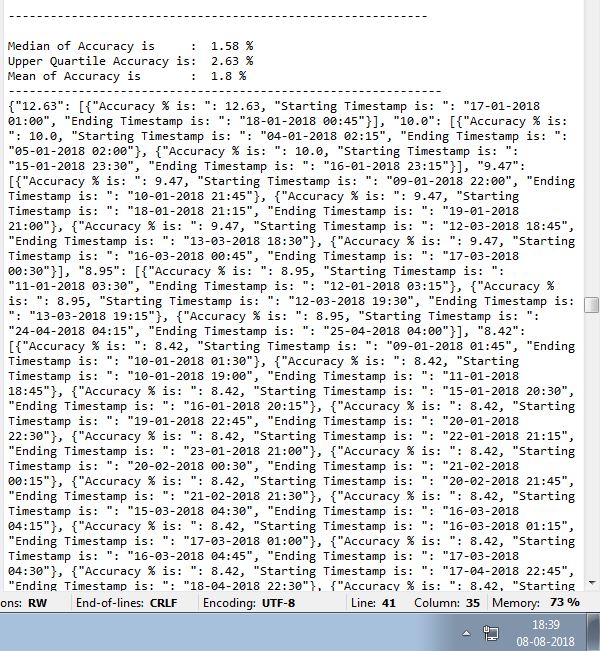 ------------------------------------------------------------
Median of Accuracy is     :  1.58 %
Upper Quartile Accuracy is:  2.63 %
Mean of Accuracy is       :  1.8 %
--------------------------------------------------------------
{"12.63": [{"Accuracy % is: ": 12.63, "Starting Timestamp is: ": "17-01-2018
01:00", "Ending Timestamp is: ": "18-01-2018 00:45"}], "10.0": [{"Accuracy % is:
": 10.0, "Starting Timestamp is: ": "04-01-2018 02:15", "Ending Timestamp is: ":
"05-01-2018 02:00"}, {"Accuracy % is: ": 10.0, "Starting Timestamp is: ":
"15-01-2018 23:30", "Ending Timestamp is: ": "16-01-2018 23:15"}], "9.47":
[{"Accuracy % is: ": 9.47, "Starting Timestamp is: ": "09-01-2018 22:00", "Ending
Timestamp is: ": "10-01-2018 21:45"}, {"Accuracy % is: ": 9.47, "Starting
Timestamp is: ": "18-01-2018 21:15", "Ending Timestamp is: ": "19-01-2018
21:00"}, {"Accuracy % is: ": 9.47, "Starting Timestamp is: ": "12-03-2018 18:45",
"Ending Timestamp is: ": "13-03-2018 18:30"}, {"Accuracy % is: ": 9.47, "Starting
Timestamp is: ": "16-03-2018 00:45", "Ending Timestamp is: ": "17-03-2018
00:30"}], "8.95": [{"Accuracy % is: ": 8.95, "Starting Timestamp is: ":
"11-01-2018 03:30", "Ending Timestamp is: ": "12-01-2018 03:15"}, {"Accuracy %
is: ": 8.95, "Starting Timestamp is: ": "12-03-2018 19:30", "Ending Timestamp is:
": "13-03-2018 19:15"}, {"Accuracy % is: ": 8.95, "Starting Timestamp is: ":
"24-04-2018 04:15", "Ending Timestamp is: ": "25-04-2018 04:00"}], "8.42":
[{"Accuracy % is: ": 8.42, "Starting Timestamp is: ": "09-01-2018 01:45", "Ending
Timestamp is: ": "10-01-2018 01:30"}, {"Accuracy % is: ": 8.42, "Starting
Timestamp is: ": "10-01-2018 19:00", "Ending Timestamp is: ": "11-01-2018
18:45"}, {"Accuracy % is: ": 8.42, "Starting Timestamp is: ": "15-01-2018 20:30",
"Ending Timestamp is: ": "16-01-2018 20:15"}, {"Accuracy % is: ": 8.42, "Starting
Timestamp is: ": "19-01-2018 22:45", "Ending Timestamp is: ": "20-01-2018
22:30"}, {"Accuracy % is: ": 8.42, "Starting Timestamp is: ": "22-01-2018 21:15",
"Ending Timestamp is: ": "23-01-2018 21:00"}, {"Accuracy % is: ": 8.42, "Starting
Timestamp is: ": "20-02-2018 00:30", "Ending Timestamp is: ": "21-02-2018
00:15"}, {"Accuracy % is: ": 8.42, "Starting Timestamp is: ": "20-02-2018 21:45",
"Ending Timestamp is: ": "21-02-2018 21:30"}, {"Accuracy % is: ": 8.42, "Starting
Timestamp is: ": "15-03-2018 04:30", "Ending Timestamp is: ": "16-03-2018
04:15"}, {"Accuracy % is: ": 8.42, "Starting Timestamp is: ": "16-03-2018 01:15",
"Ending Timestamp is: ": "17-03-2018 01:00"}, {"Accuracy % is: ": 8.42, "Starting
Timestamp is: ": "16-03-2018 04:45", "Ending Timestamp is: ": "17-03-2018
04:30"}, {"Accuracy % is: ": 8.42, "Starting Timestamp is: ": "17-04-2018 22:45",
"Ending Timestamp is: ": "18-04-2018 22:30"}, {"Accuracy % is: ": 8.42, "Starting
ons: RW  End-of-lines: CRLF  Encoding: UTF-8  Line: 41  Column: 35  Memory: 73 %
18:39
08-08-2018